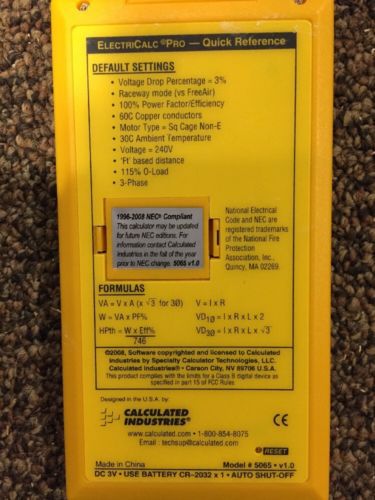 ELECTRICALC® PRO — QUICK REFERENCE
DEFAULT SETTINGS
• Voltage Drop Percentage = 3%
• Raceway mode (vs FreeAir)
• 100% Power Factor/Efficiency
• 60C Copper conductors
• Motor Type = Sq Cage Non-E
• 30C Ambient Temperature
• Voltage = 240V
• 'Ft' based distance
• 115% O-Load
• 3-Phase
1996-2008 NEC® Compliant
This calculator may be updated
for future NEC editions. For
information contact Calculated
Industries in the fall of the year
prior to NEC change. 5065 v1.0
National Electrical
Code and NEC are
registered trademarks
of the National Fire
Protection
Association, Inc.,
Quincy, MA 02269.
FORMULAS
VA = V x A (x √3 for 3Ø) V = I x R
W = VA x PF% VD1Ø = I x R x L x 2
HPth = W x Eff% VD3Ø = I x R x L x √3
746
©2008, Software copyrighted and licensed to Calculated
Industries by Specialty Calculator Technologies, LLC.
Calculated Industries® • Carson City, NV 89706 U.S.A.
This product complies with the limits for a Class B digital device as
specified in part 15 of FCC Rules
Designed in the U.S.A. by:
CALCULATED
INDUSTRIES® CE
www.calculated.com • 1-800-854-8075
Email : techsup@calculated.com
RESET
Made in China Model # 5065 • v1.0
DC 3V • USE BATTERY CR-2032 x 1 • AUTO SHUT-OFF